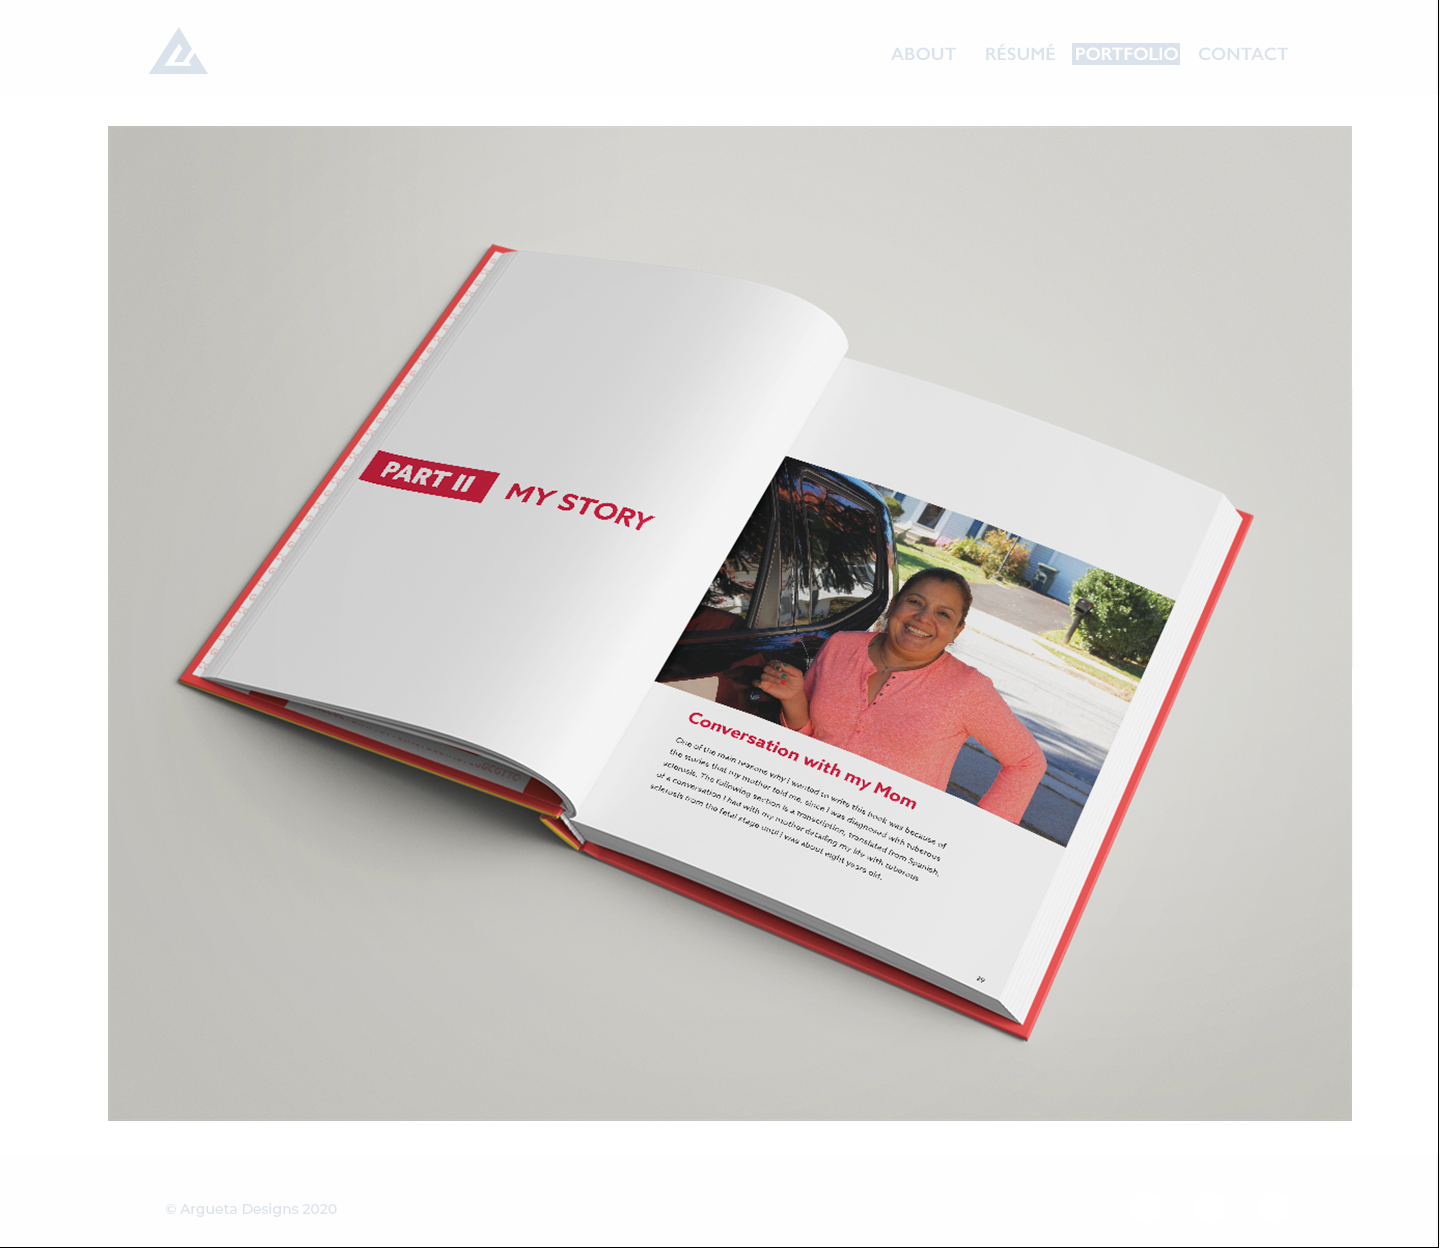 ABOUT RÉSUMÉ PORTFOLIO CONTACT
PART II MY STORY
Conversation with my Mom
One of the main reasons why I wanted to write this book was because of
the stories that my mother told me, since I was diagnosed with tuberous
sclerosis. The following section is a transcription, translated from Spanish,
of a conversation I had with my mother detailing my life with tuberous
sclerosis from the fetal stage until I was about eight years old.
29
© Argueta Designs 2020